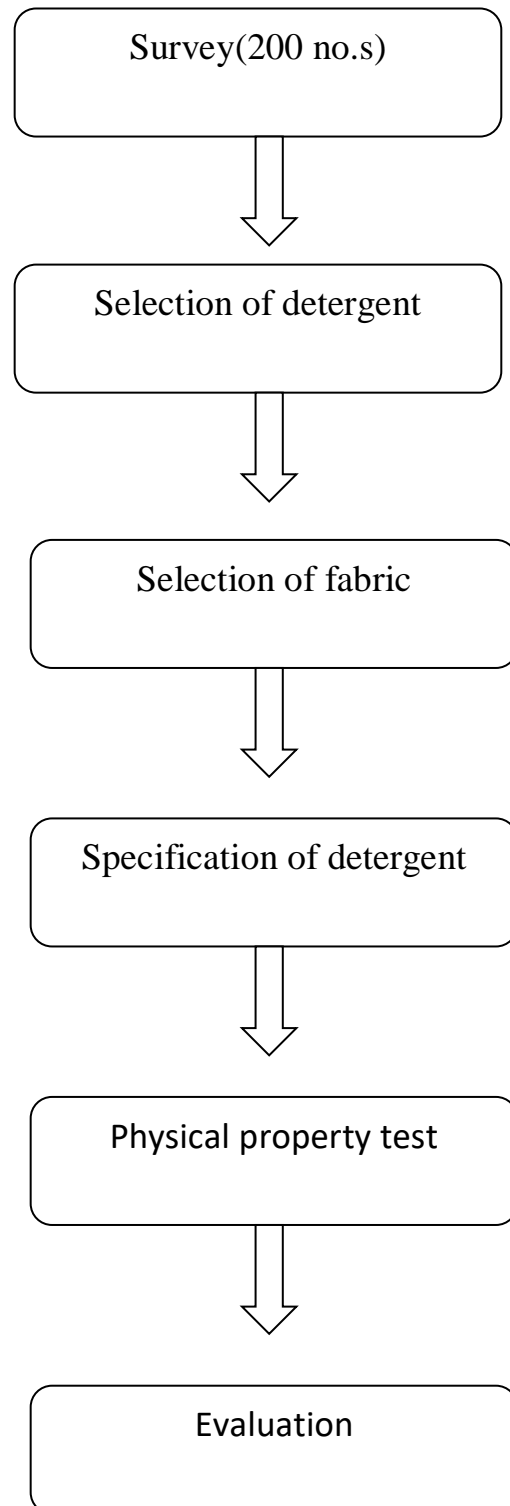 Survey(200 no.s)
Selection of detergent
Selection of fabric
Specification of detergent
Physical property test
Evaluation